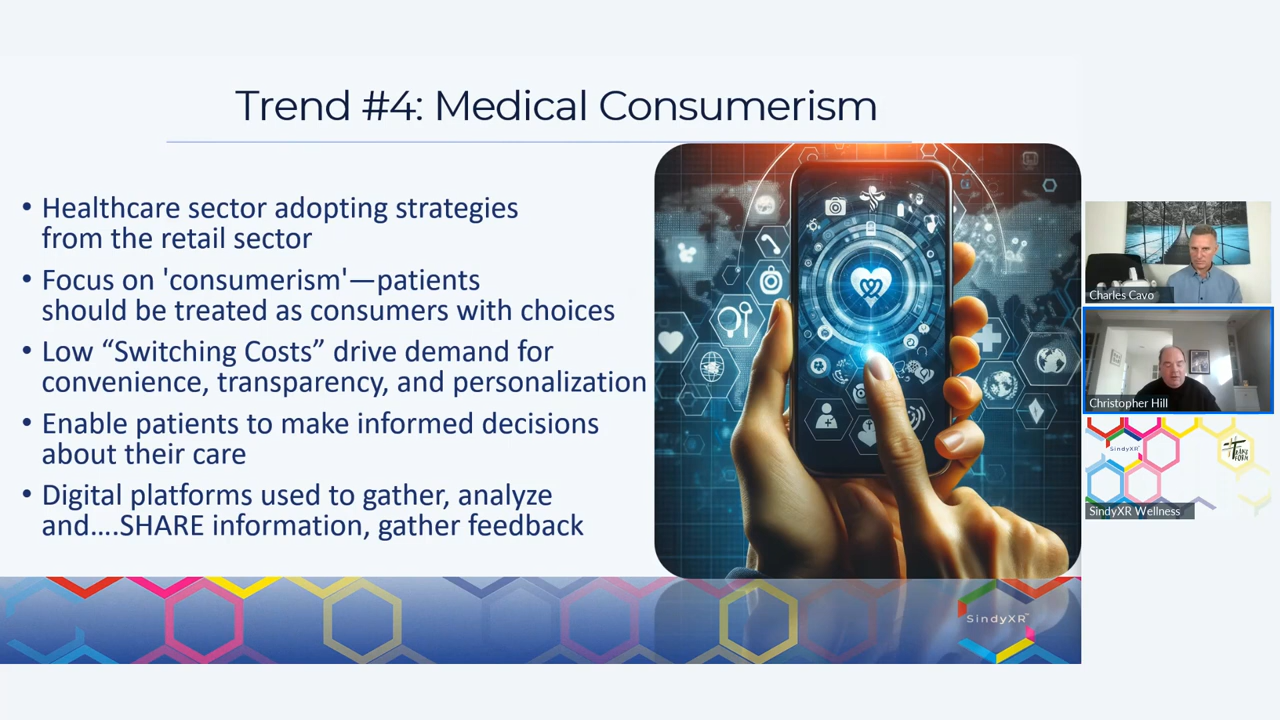 Trend #4: Medical Consumerism
• Healthcare sector adopting strategies
from the retail sector
• Focus on 'consumerism'—patients
should be treated as consumers with choices
• Low “Switching Costs” drive demand for
convenience, transparency, and personalization
• Enable patients to make informed decisions
about their care
• Digital platforms used to gather, analyze
and....SHARE information, gather feedback
SindyXR™
Charles Cavo
Christopher Hill
SindyXR
SindyXR Wellness